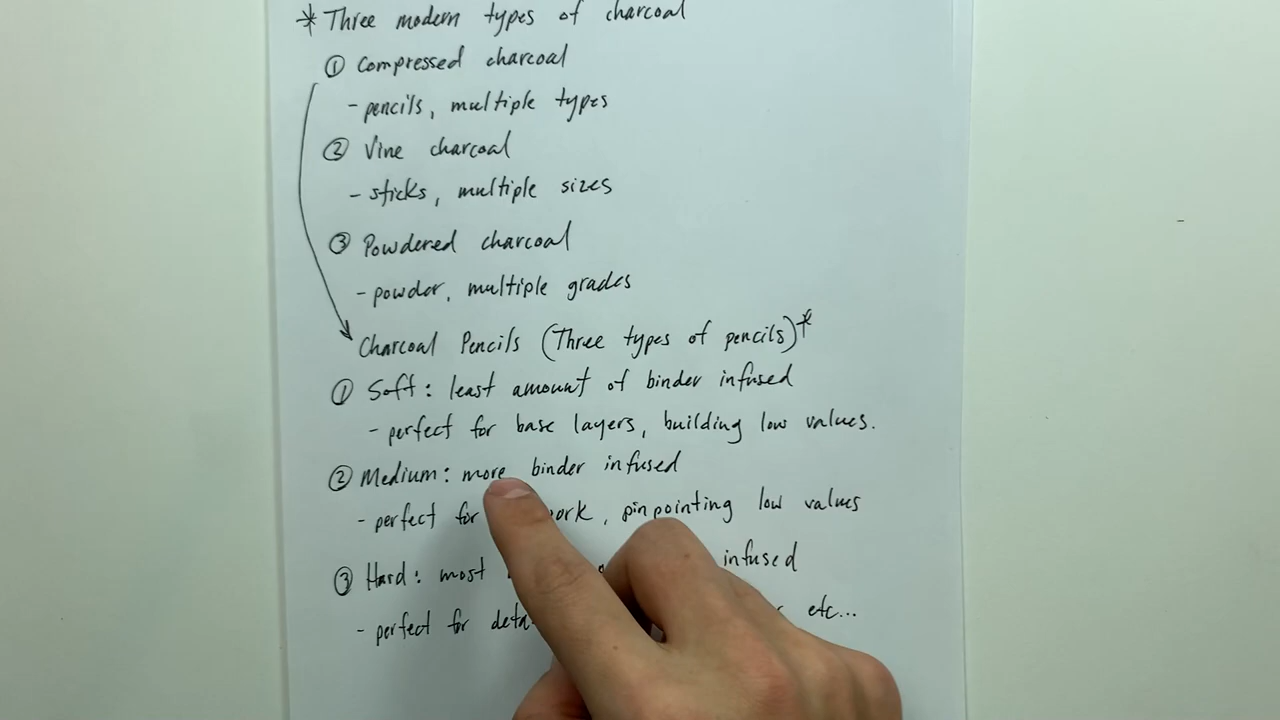 * Three modern types of charcoal
① Compressed charcoal
- pencils, multiple types
② Vine charcoal
- sticks, multiple sizes
③ Powdered charcoal
- powder, multiple grades
Charcoal Pencils (Three types of pencils)*
① Soft: least amount of binder infused
- perfect for base layers, building low values.
② Medium: more binder infused
- perfect for pinpointing low values
③ Hard: most infused
- perfect for etc...